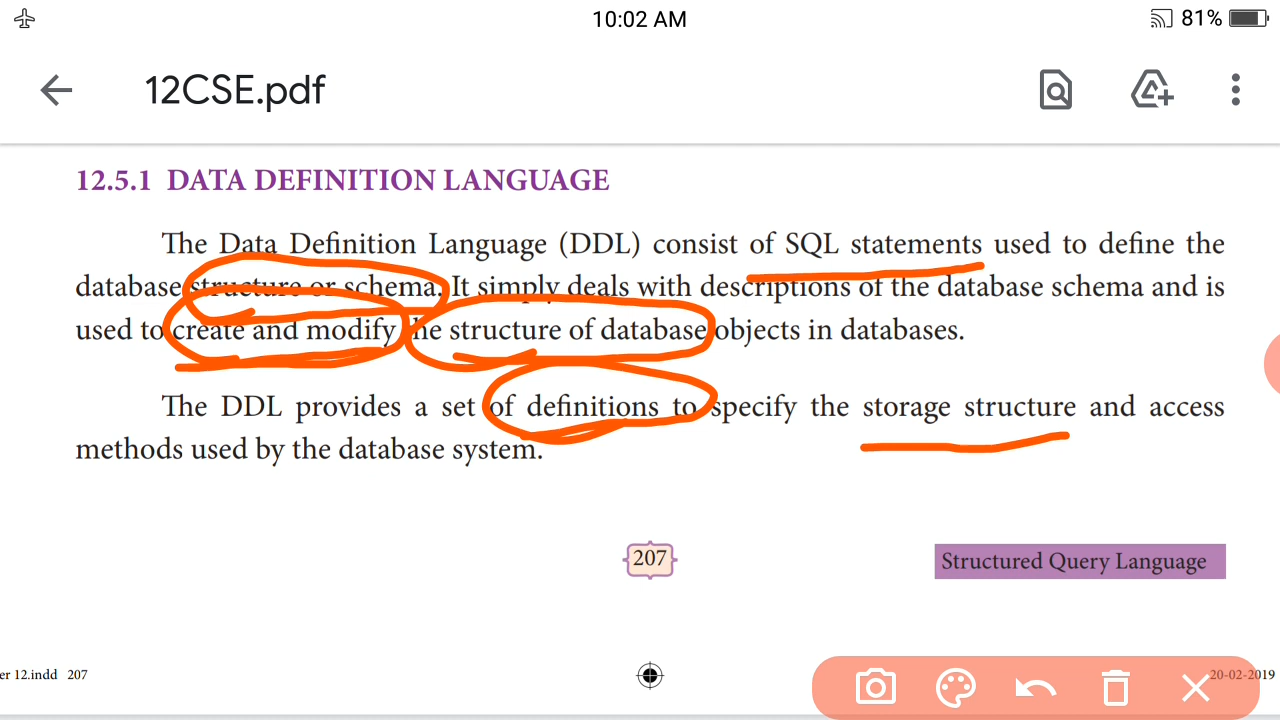 10:02 AM
81%
12CSE.pdf
12.5.1 DATA DEFINITION LANGUAGE
The Data Definition Language (DDL) consist of SQL statements used to define the
database structure or schema. It simply deals with descriptions of the database schema and is
used to create and modify the structure of database objects in databases.
The DDL provides a set of definitions to specify the storage structure and access
methods used by the database system.
207
Structured Query Language
er 12.indd 207
20-02-2019